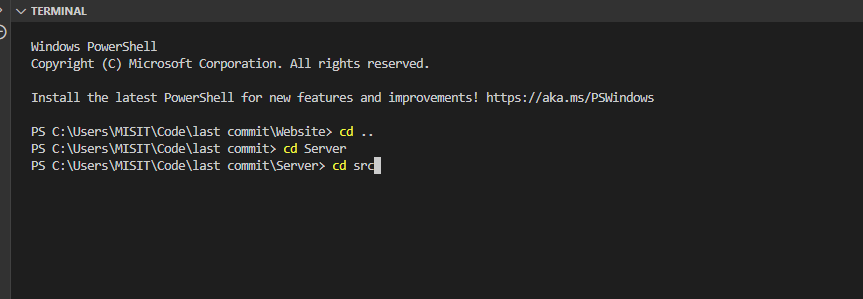 TERMINAL
Windows PowerShell
Copyright (C) Microsoft Corporation. All rights reserved.
Install the latest PowerShell for new features and improvements! https://aka.ms/PSWindows
PS C:\Users\MISIT\Code\last commit\Website> cd ..
PS C:\Users\MISIT\Code\last commit> cd Server
PS C:\Users\MISIT\Code\last commit\Server> cd src